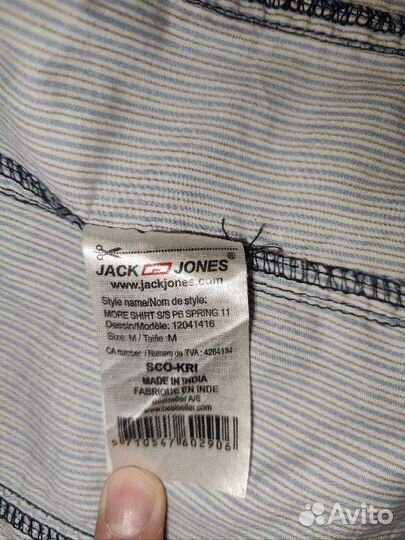 JACK JONES®
www.jackjones.com
Style name/Nom de style:
MORE SHIRT S/S PB SPRING 11
Dessin/Modèle: 12041416
Size: M / Taille: M
CA number / Numéro de TVA: 4264134
SCO-KRI
MADE IN INDIA
FABRIQUÉ EN INDE
Bestseller A/S
www.bestseller.com
5 710547 602906
Avito